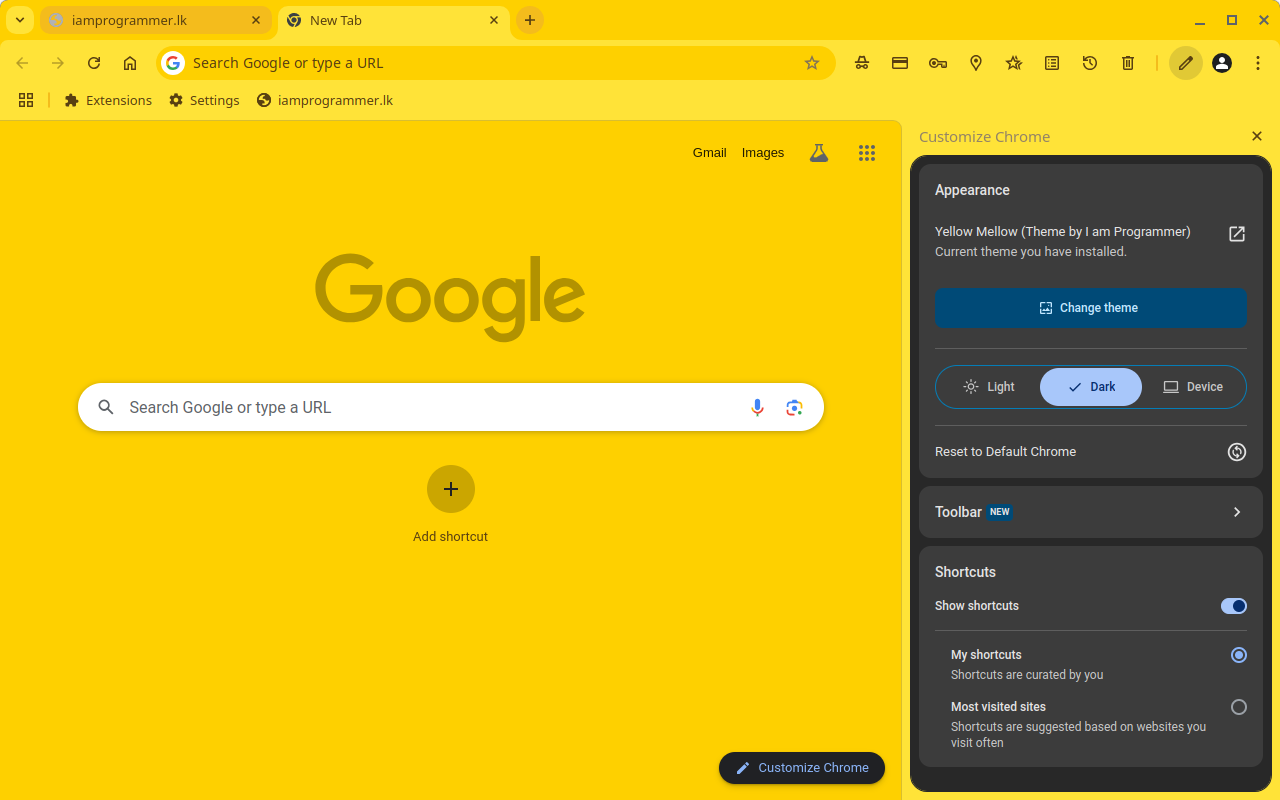 iamprogrammer.lk
New Tab
Search Google or type a URL
Extensions
Settings
iamprogrammer.lk
Gmail
Images
Google
Search Google or type a URL
Add shortcut
Customize Chrome
Customize Chrome
Appearance
Yellow Mellow (Theme by I am Programmer)
Current theme you have installed.
Change theme
Light
Dark
Device
Reset to Default Chrome
Toolbar NEW
Shortcuts
Show shortcuts
My shortcuts
Shortcuts are curated by you
Most visited sites
Shortcuts are suggested based on websites you
visit often